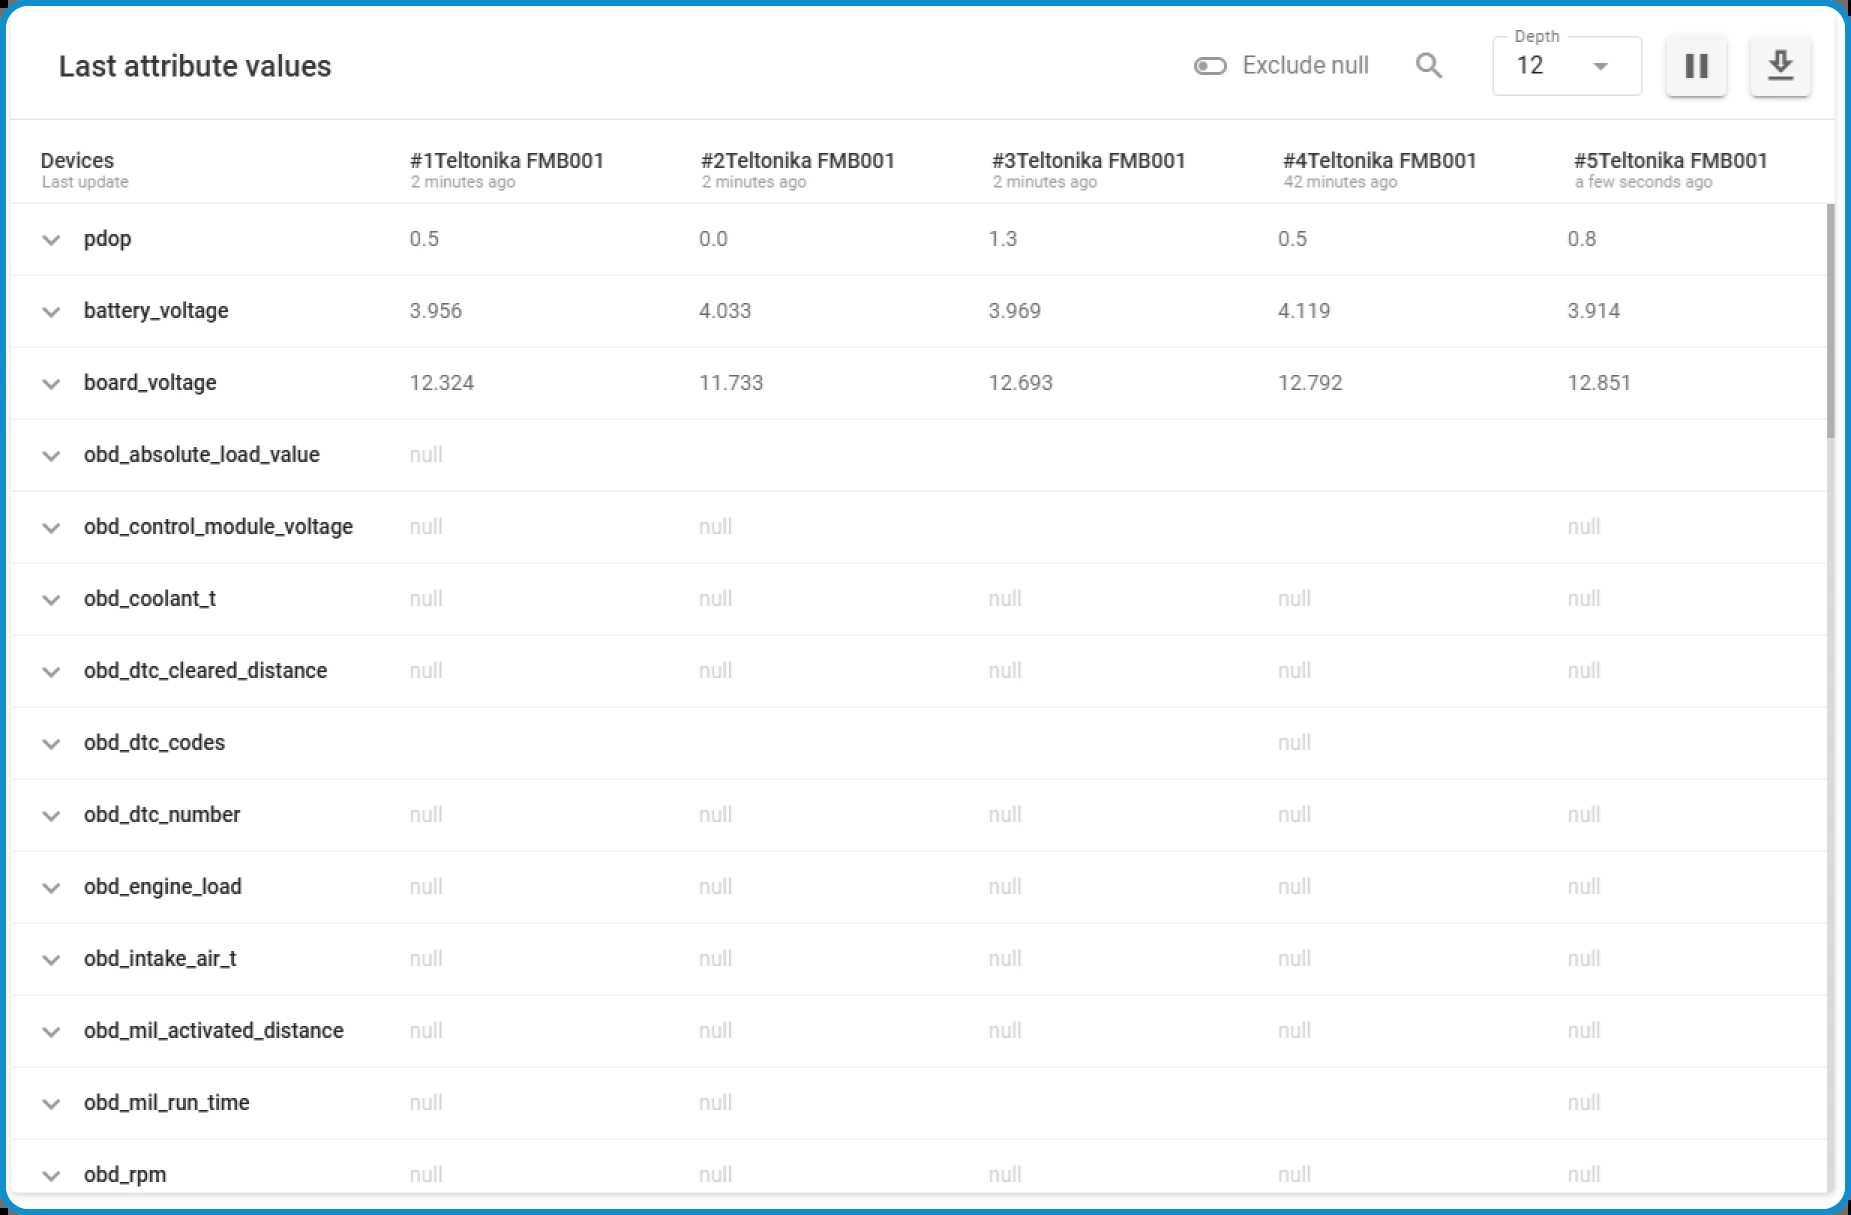 Last attribute values Exclude null Depth 12
Devices #1Teltonika FMB001 #2Teltonika FMB001 #3Teltonika FMB001 #4Teltonika FMB001 #5Teltonika FMB001
Last update 2 minutes ago 2 minutes ago 2 minutes ago 42 minutes ago a few seconds ago
pdop 0.5 0.0 1.3 0.5 0.8
battery_voltage 3.956 4.033 3.969 4.119 3.914
board_voltage 12.324 11.733 12.693 12.792 12.851
obd_absolute_load_value null
obd_control_module_voltage null null null
obd_coolant_t null null null null null
obd_dtc_cleared_distance null null null null null
obd_dtc_codes null
obd_dtc_number null null null null null
obd_engine_load null null null null null
obd_intake_air_t null null null null null
obd_mil_activated_distance null null null null null
obd_mil_run_time null null null
obd_rpm null null null null null